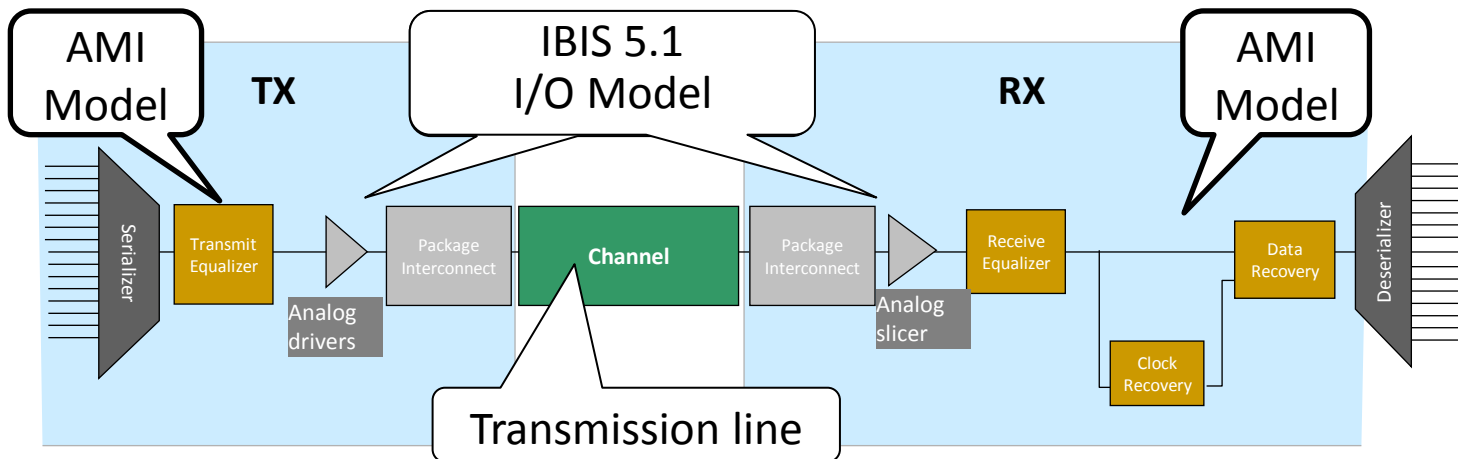 AMI
Model
TX
IBIS 5.1
I/O Model
RX
AMI
Model
Serializer
Transmit
Equalizer
Analog
drivers
Package
Interconnect
Channel
Package
Interconnect
Analog
slicer
Receive
Equalizer
Clock
Recovery
Data
Recovery
Deserializer
Transmission line